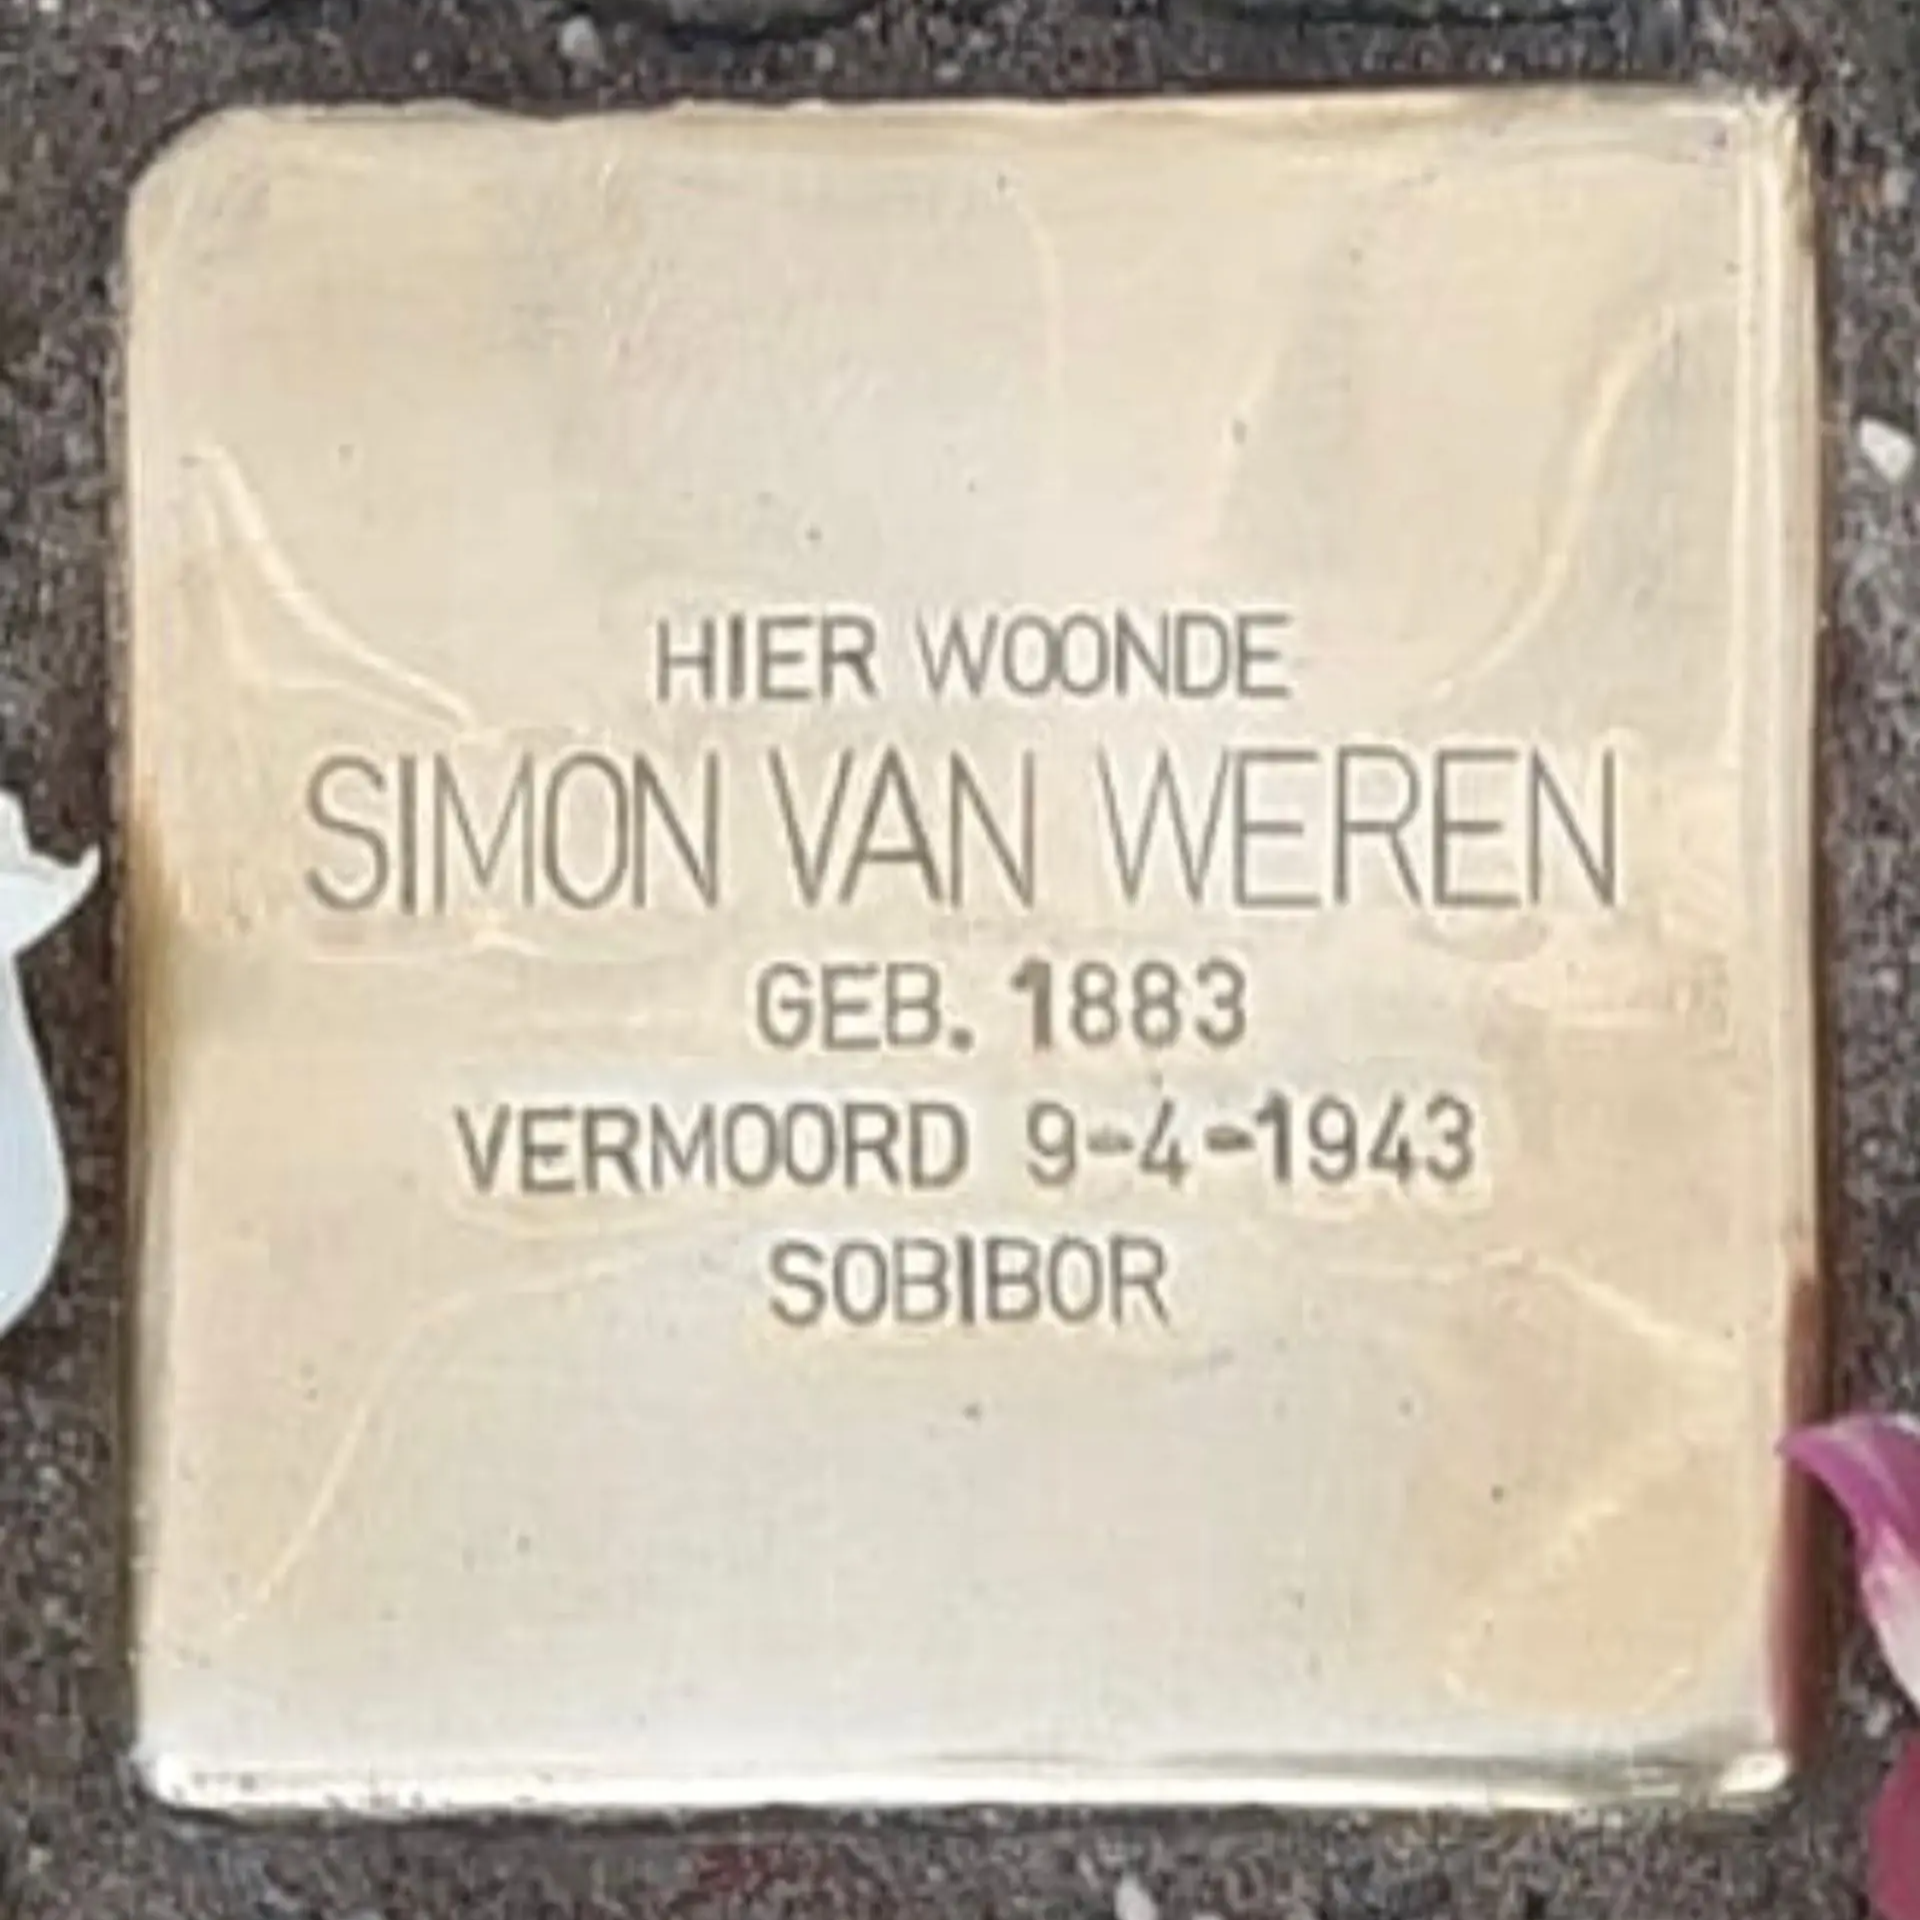 HIER WOONDE
SIMON VAN WEREN
GEB. 1883
VERMOORD 9-4-1943
SOBIBOR